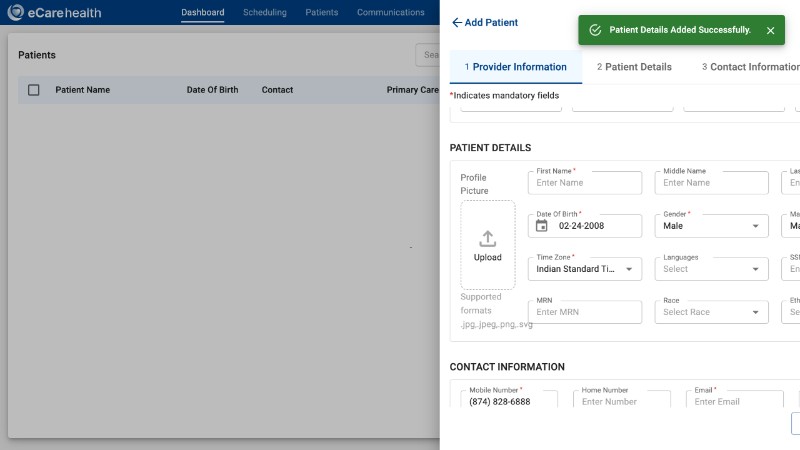 eCarehealth
Dashboard
Scheduling
Patients
Communications
Patients
Sea
Patient Name
Date Of Birth
Contact
Primary Care
Add Patient
Patient Details Added Successfully.
1 Provider Information
2 Patient Details
3 Contact Information
*Indicates mandatory fields
PATIENT DETAILS
Profile
Picture
Upload
Supported
formats
.jpg,.jpeg,.png,.svg
First Name *
Enter Name
Middle Name
Enter Name
Las
En
Date Of Birth *
02-24-2008
Gender *
Male
Ma
Ma
Time Zone *
Indian Standard Ti...
Languages
Select
SSN
En
MRN
Enter MRN
Race
Select Race
Eth
Se
CONTACT INFORMATION
Mobile Number *
(874) 828-6888
Home Number
Enter Number
Email *
Enter Email